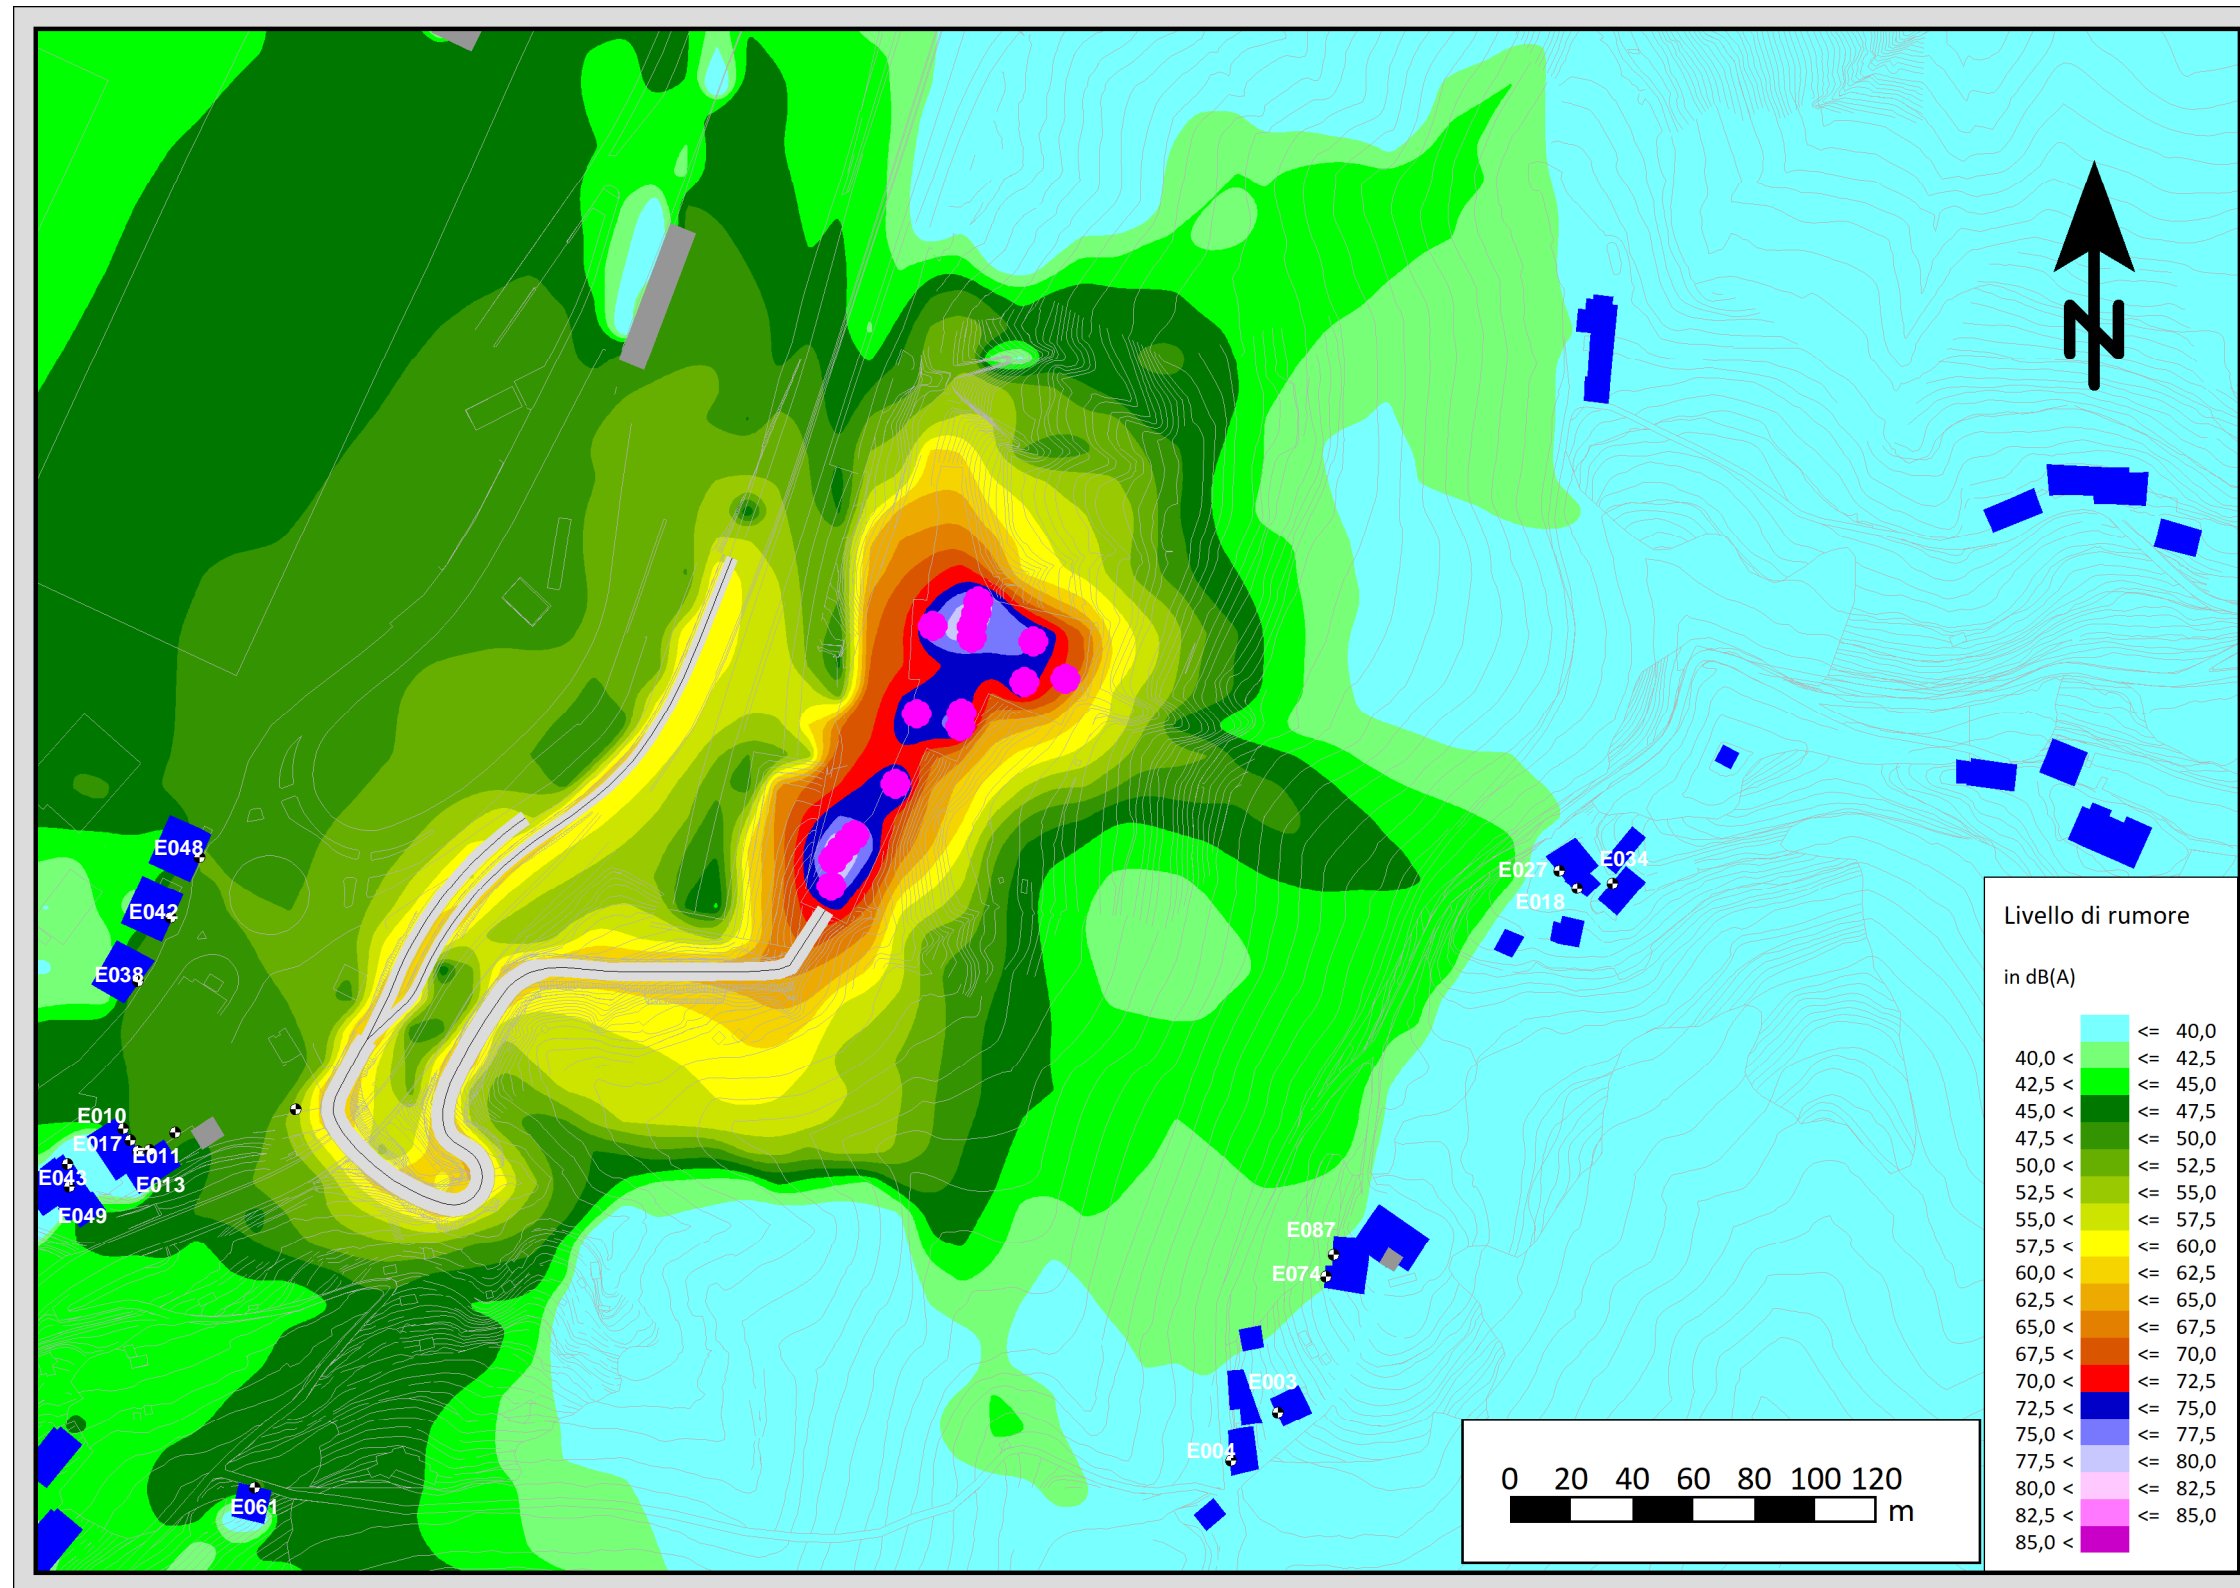 N
E048
E042
E038
E010
E017
E011
E043
E013
E049
E061
E027
E034
E018
E087
E074
E003
E004
0 20 40 60 80 100 120
m
Livello di rumore
in dB(A)
<= 40,0
40,0 < <= 42,5
42,5 < <= 45,0
45,0 < <= 47,5
47,5 < <= 50,0
50,0 < <= 52,5
52,5 < <= 55,0
55,0 < <= 57,5
57,5 < <= 60,0
60,0 < <= 62,5
62,5 < <= 65,0
65,0 < <= 67,5
67,5 < <= 70,0
70,0 < <= 72,5
72,5 < <= 75,0
75,0 < <= 77,5
77,5 < <= 80,0
80,0 < <= 82,5
82,5 < <= 85,0
85,0 <